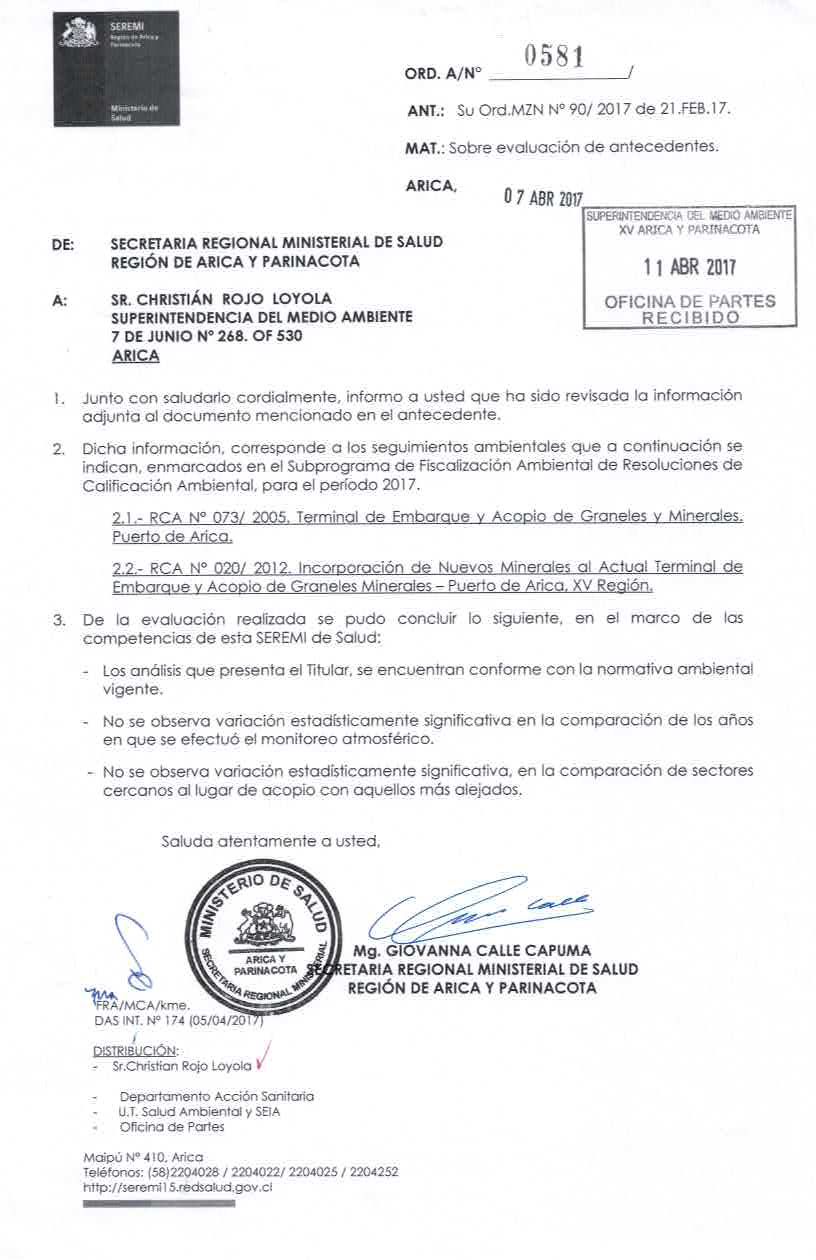 SEREMI
Región de Arica y
Parinacota
Ministerio de
Salud
ORD. A/Nº 0581 /
ANT.: Su Ord.MZN Nº 90/ 2017 de 21.FEB.17.
MAT.: Sobre evaluación de antecedentes.
ARICA, 07 ABR 2017
SUPERINTENDENCIA DEL MEDIO AMBIENTE
XV ARICA Y PARINACOTA
11 ABR 2017
OFICINA DE PARTES
RECIBIDO
DE: SECRETARIA REGIONAL MINISTERIAL DE SALUD
REGIÓN DE ARICA Y PARINACOTA
A: SR. CHRISTIÁN ROJO LOYOLA
SUPERINTENDENCIA DEL MEDIO AMBIENTE
7 DE JUNIO Nº 268. OF 530
ARICA
1. Junto con saludarlo cordialmente, informo a usted que ha sido revisada la información
adjunta al documento mencionado en el antecedente.
2. Dicha información, corresponde a los seguimientos ambientales que a continuación se
indican, enmarcados en el Subprograma de Fiscalización Ambiental de Resoluciones de
Calificación Ambiental, para el período 2017.
2.1.- RCA Nº 073/ 2005, Terminal de Embarque y Acopio de Graneles y Minerales.
Puerto de Arica.
2.2.- RCA Nº 020/ 2012. Incorporación de Nuevos Minerales al Actual Terminal de
Embarque y Acopio de Graneles Minerales – Puerto de Arica, XV Región.
3. De la evaluación realizada se pudo concluir lo siguiente, en el marco de las
competencias de esta SEREMI de Salud:
- Los análisis que presenta el Titular, se encuentran conforme con la normativa ambiental
vigente.
- No se observa variación estadísticamente significativa en la comparación de los años
en que se efectuó el monitoreo atmosférico.
- No se observa variación estadísticamente significativa, en la comparación de sectores
cercanos al lugar de acopio con aquellos más alejados.
Saluda atentamente a usted,
MINISTERIO DE SALUD
ARICA Y
PARINACOTA
SECRETARIA REGIONAL MINISTERIAL
Mg. GIOVANNA CALLE CAPUMA
SECRETARIA REGIONAL MINISTERIAL DE SALUD
REGIÓN DE ARICA Y PARINACOTA
FRA/MCA/kme.
DAS INT. Nº 174 (05/04/2017)
DISTRIBUCIÓN:
- Sr.Christian Rojo Loyola
- Departamento Acción Sanitaria
- U.T. Salud Ambiental y SEIA
- Oficina de Partes
Maipú Nº 410, Arica
Teléfonos: (58)2204028 / 2204022/ 2204025 / 2204252
http://seremi15.redsalud.gov.cl